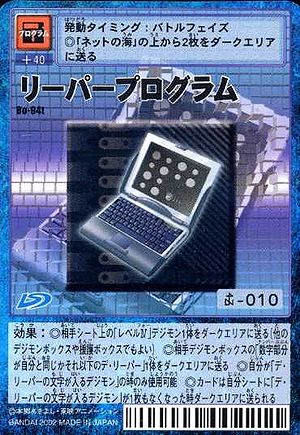 プログラム
+40
発動タイミング：バトルフェイズ
◎「ネットの海」の上から2枚をダークエリア
に送る
リーパープログラム
Bo-841
ふ-010
効果：◎相手シート上の「レベルⅣ」デジモン1体をダークエリアに送る「他の
デジモンボックスや援護ボックスでもよい」◎相手デジモンボックスの「数字部分
が自分と同じかそれ以下のデ・リーパー」1体をダークエリアに送る◎自分が「デ・
リーパーの文字が入るデジモン」の時のみ使用可能 ◎カードは自分シートに「デ・
リーパーの文字が入るデジモン」が1枚もなくなった時ダークエリアに送られる
©本郷あきよし・東映アニメーション
©BANDAI 2002 MADE IN JAPAN